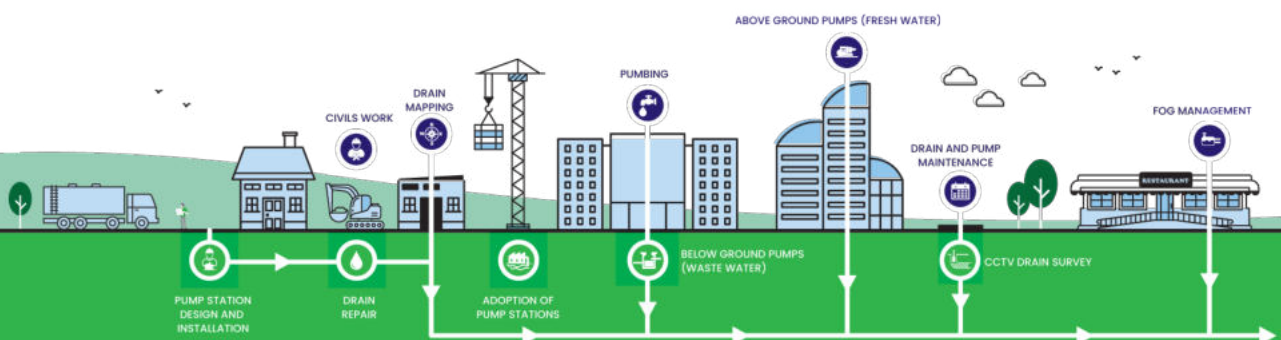 ABOVE GROUND PUMPS (FRESH WATER)
PUMBING
DRAIN
MAPPING
CIVILS WORK
FOG MANAGEMENT
DRAIN AND PUMP
MAINTENANCE
RESTAURANT
BELOW GROUND PUMPS
(WASTE WATER)
CCTV DRAIN SURVEY
PUMP STATION
DESIGN AND
INSTALLATION
DRAIN
REPAIR
ADOPTION OF
PUMP STATIONS